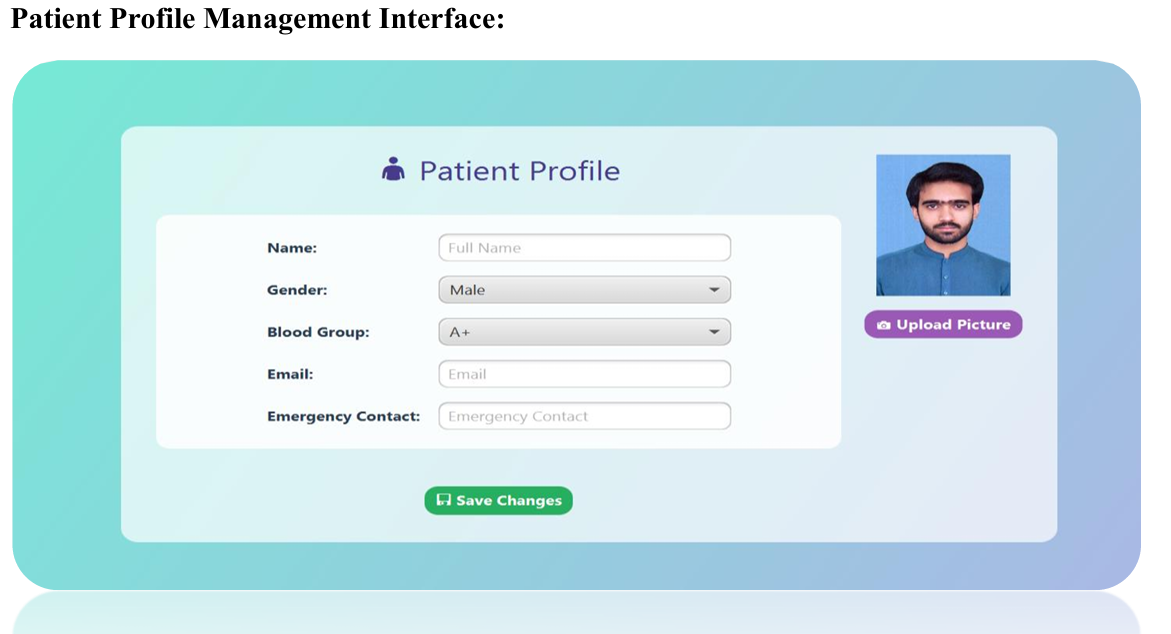 Patient Profile Management Interface:
Patient Profile
Name: Full Name
Gender: Male
Blood Group: A+
Email: Email
Emergency Contact: Emergency Contact
Upload Picture
Save Changes